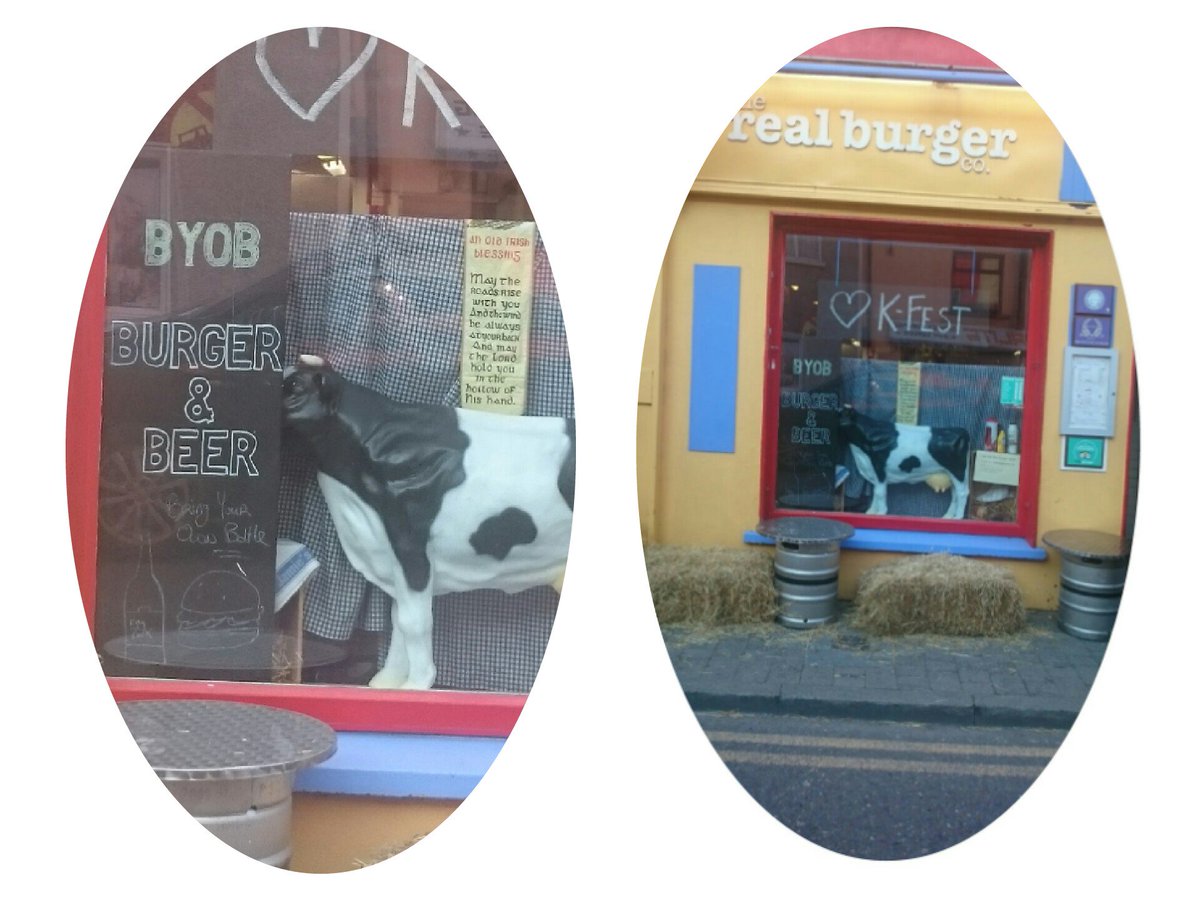 ♡ K
BYOB
BURGER
&
BEER
Bring Your
Own Bottle
an old irish
blessing
May the
roads rise
with you
And the wind
be always
at your back
And may
the Lord
hold you
in the
hollow of
His hand.
the
real burger
co.
♡ K-FEST
BYOB
BURGER
&
BEER